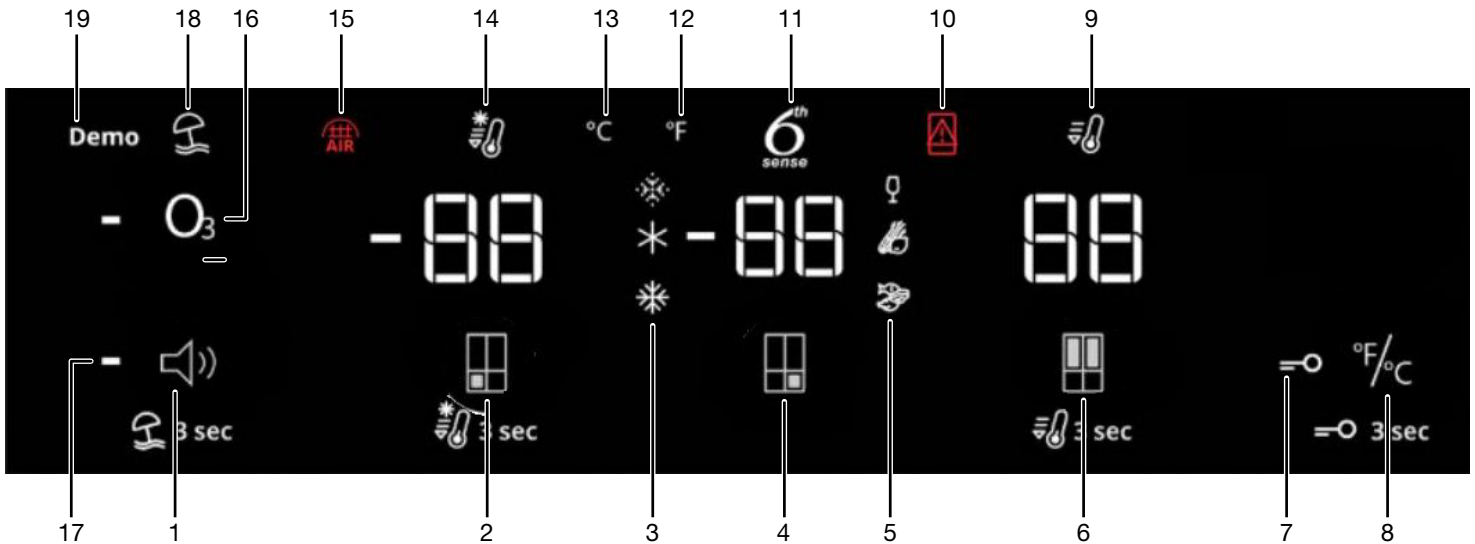 19 18 16 15 14 13 12 11 10 9
Demo AIR °C °F 6th sense
- O3 - 88 - 88 88
-
3 sec 3 sec 3 sec °F/°C 3 sec
17 1 2 3 4 5 6 7 8